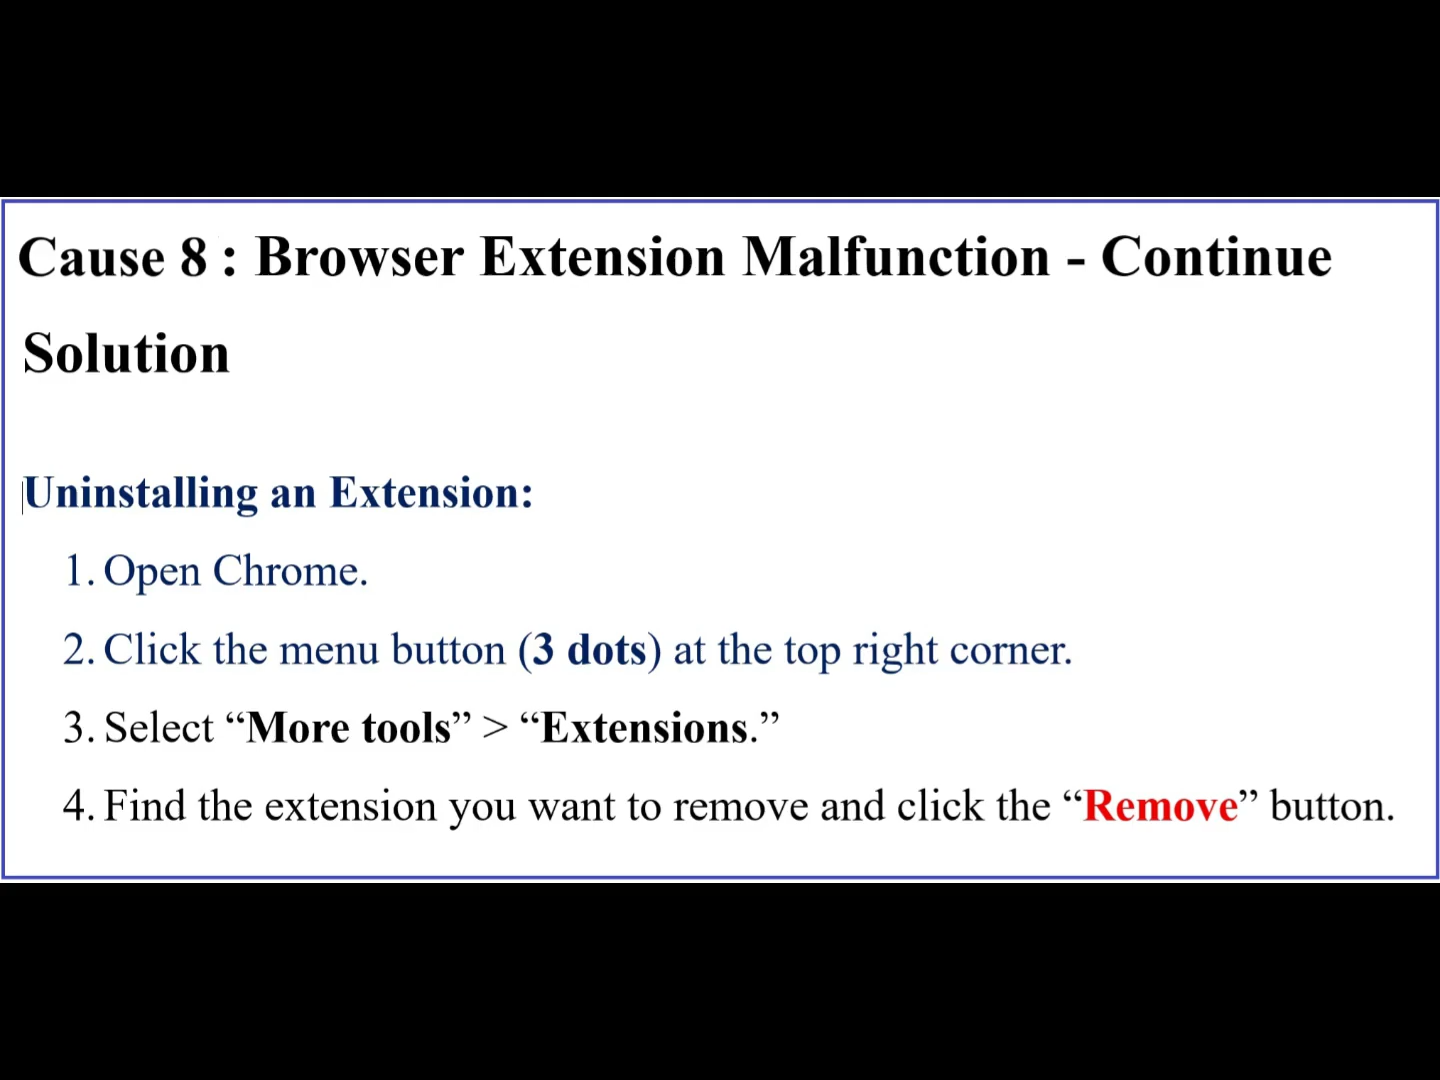 Cause 8 : Browser Extension Malfunction - Continue
Solution
Uninstalling an Extension:
1. Open Chrome.
2. Click the menu button (3 dots) at the top right corner.
3. Select “More tools” > “Extensions.”
4. Find the extension you want to remove and click the “Remove” button.